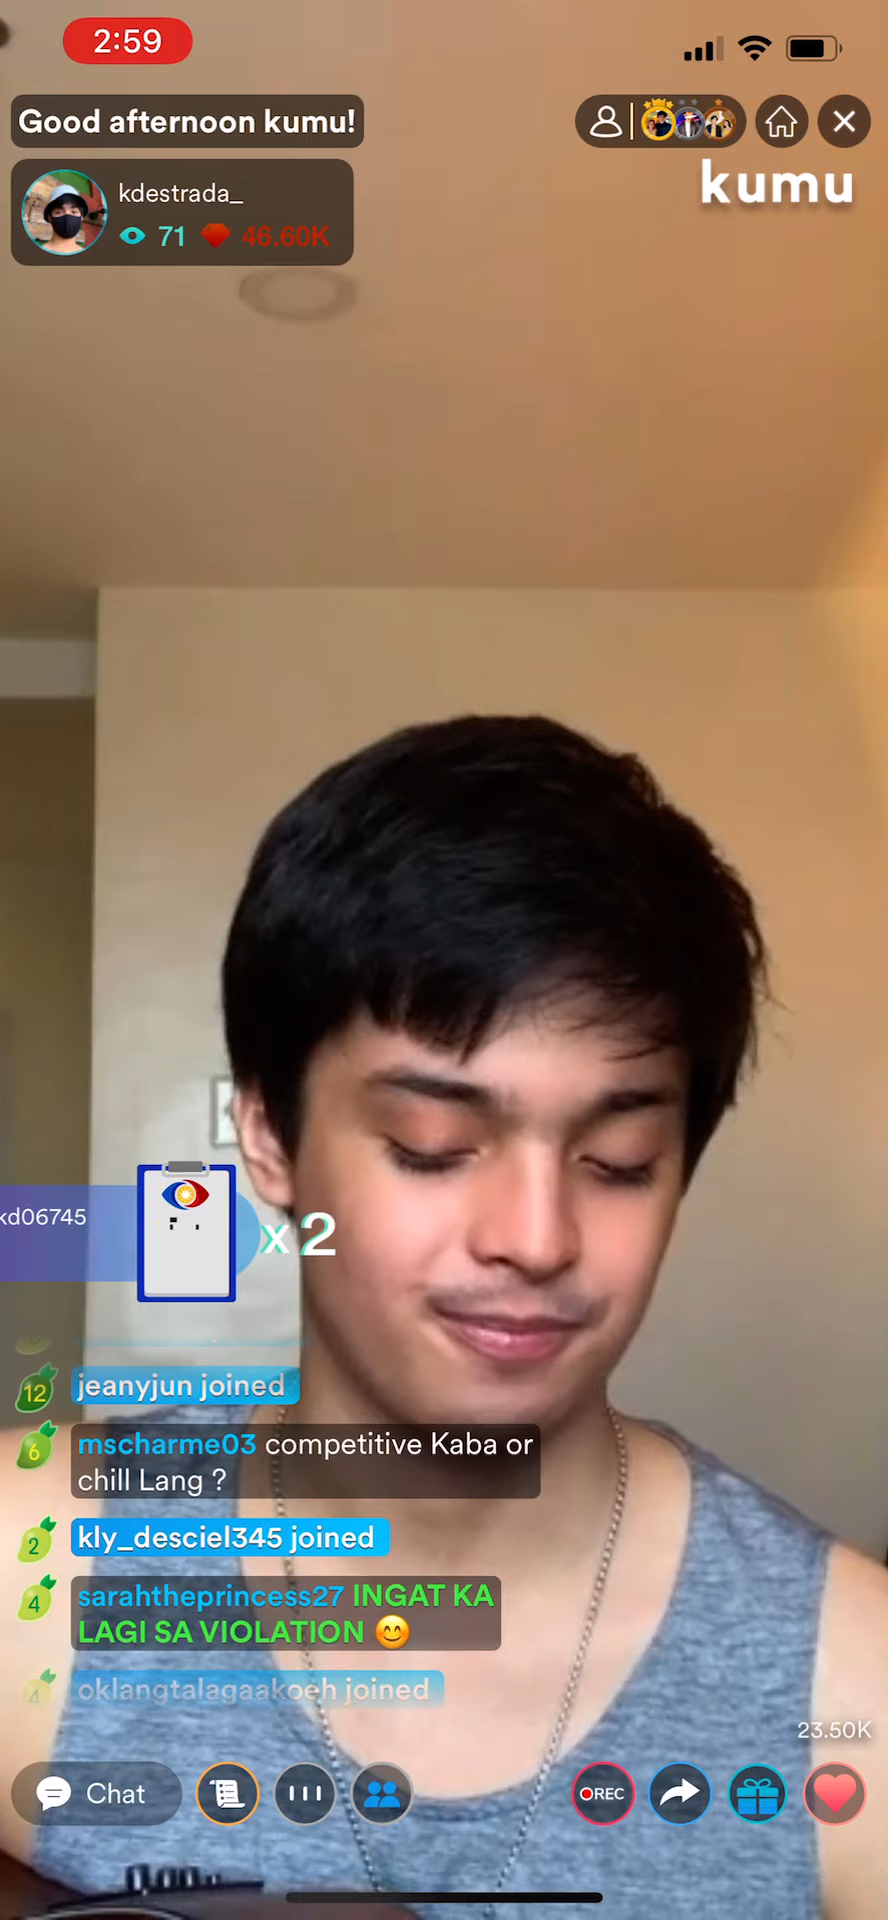 2:59
Good afternoon kumu!
kumu
kdestrada_
71 46.60K
kd06745
x 2
12 jeanyjun joined
6 mscharme03 competitive Kaba or
chill Lang ?
2 kly_desciel345 joined
4 sarahtheprincess27 INGAT KA
LAGI SA VIOLATION 😊
4 oklangtalagaakoeh joined
23.50K
Chat
REC